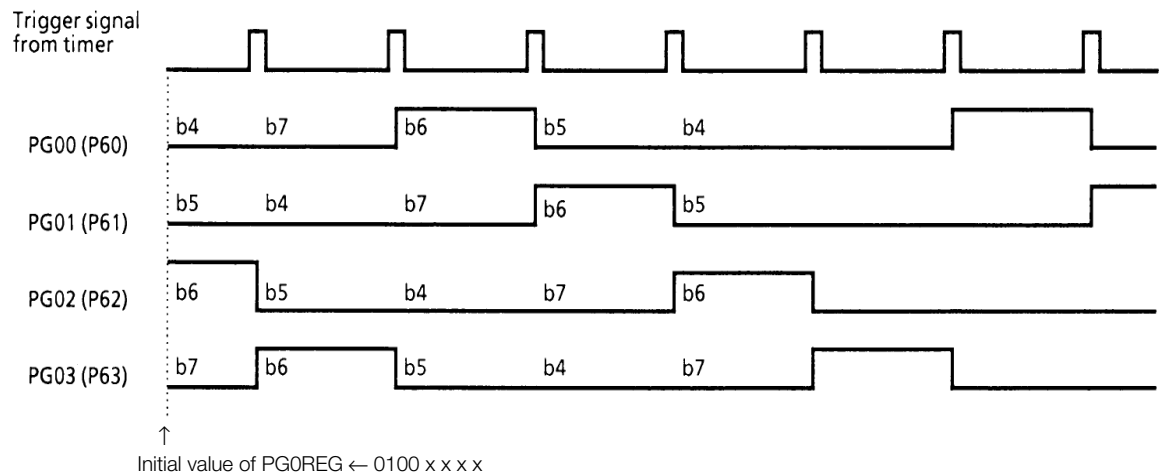 Trigger signal
from timer
PG00 (P60)
b4 b7 b6 b5 b4
PG01 (P61)
b5 b4 b7 b6 b5
PG02 (P62)
b6 b5 b4 b7 b6
PG03 (P63)
b7 b6 b5 b4 b7
↑
Initial value of PG0REG ← 0100 x x x x